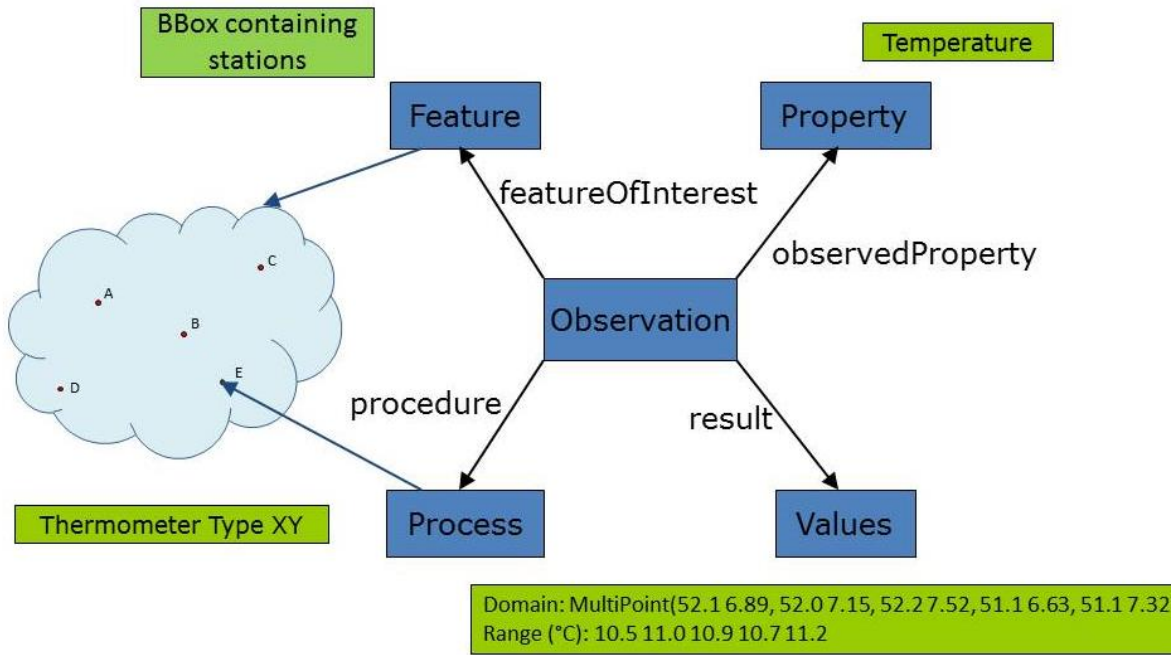 BBox containing
stations
Temperature
Feature
Property
featureOfInterest
observedProperty
C
A
B
E
D
Observation
procedure
result
Thermometer Type XY
Process
Values
Domain: MultiPoint(52.1 6.89, 52.0 7.15, 52.2 7.52, 51.1 6.63, 51.1 7.32
Range (°C): 10.5 11.0 10.9 10.7 11.2